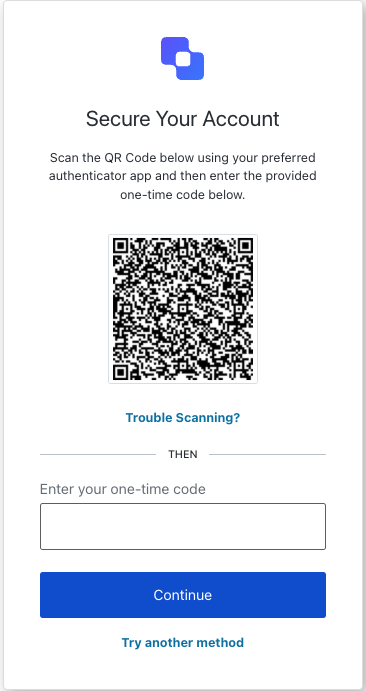 Secure Your Account
Scan the QR Code below using your preferred
authenticator app and then enter the provided
one-time code below.
Trouble Scanning?
THEN
Enter your one-time code
Continue
Try another method